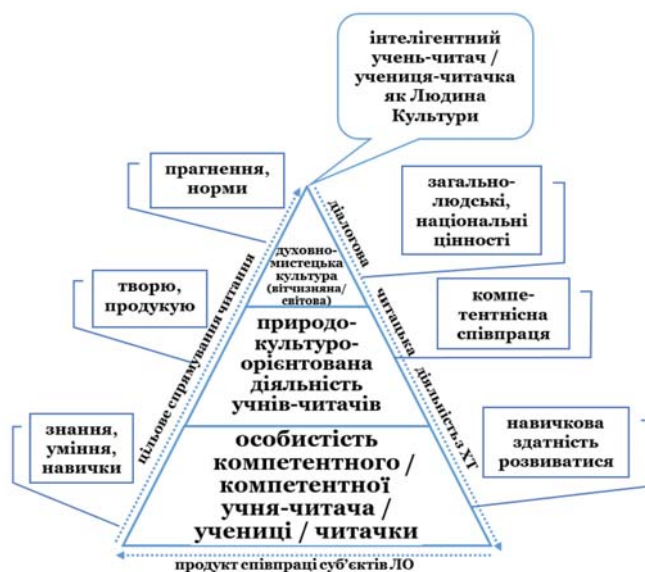 інтелігентний
учень-читач /
учениця-читачка
як Людина
Культури
прагнення,
норми
загально-
людські,
національні
цінності
творю,
продукую
компе-
тентнісна
співпраця
знання,
уміння,
навички
навичкова
здатність
розвиватися
цільове спрямування читання
діалогова читацька діяльність з ХТ
духовно-
мистецька
культура
(вітчизняна/
світова)
природо-
культуро-
орієнтована
діяльність
учнів-читачів
особистість
компетентного /
компетентної
учня-читача /
учениці / читачки
продукт співпраці суб'єктів ЛО